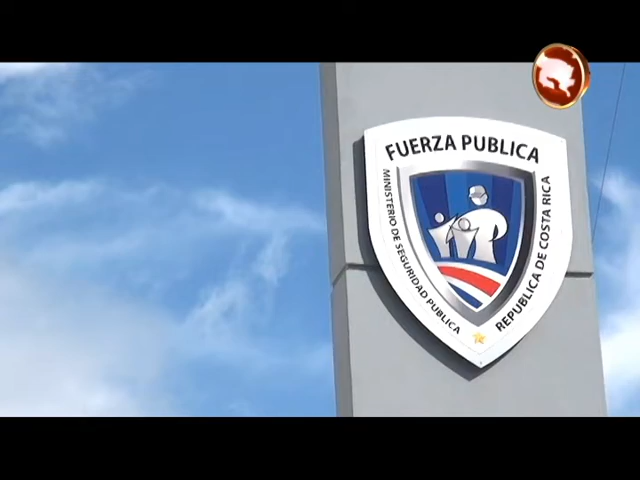 FUERZA PUBLICA
MINISTERIO DE SEGURIDAD PUBLICA
REPUBLICA DE COSTA RICA